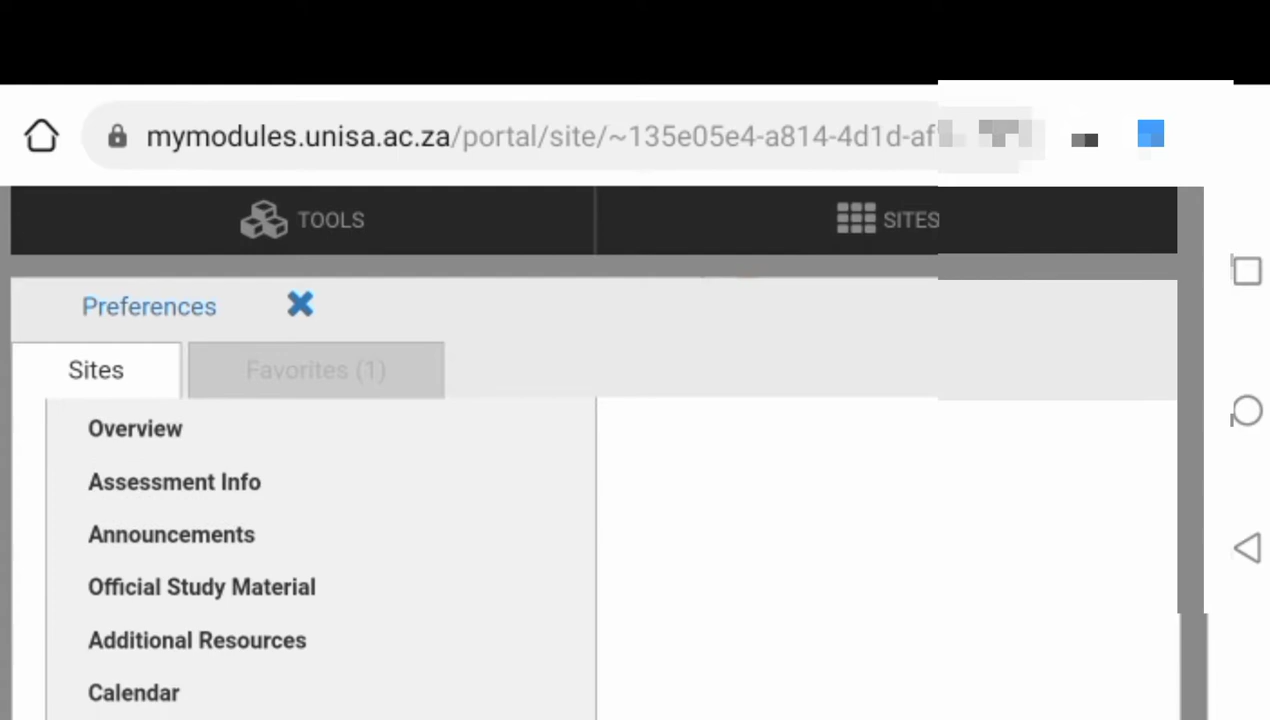 mymodules.unisa.ac.za/portal/site/~135e05e4-a814-4d1d-af
TOOLS
SITES
Preferences
Sites
Favorites (1)
Overview
Assessment Info
Announcements
Official Study Material
Additional Resources
Calendar